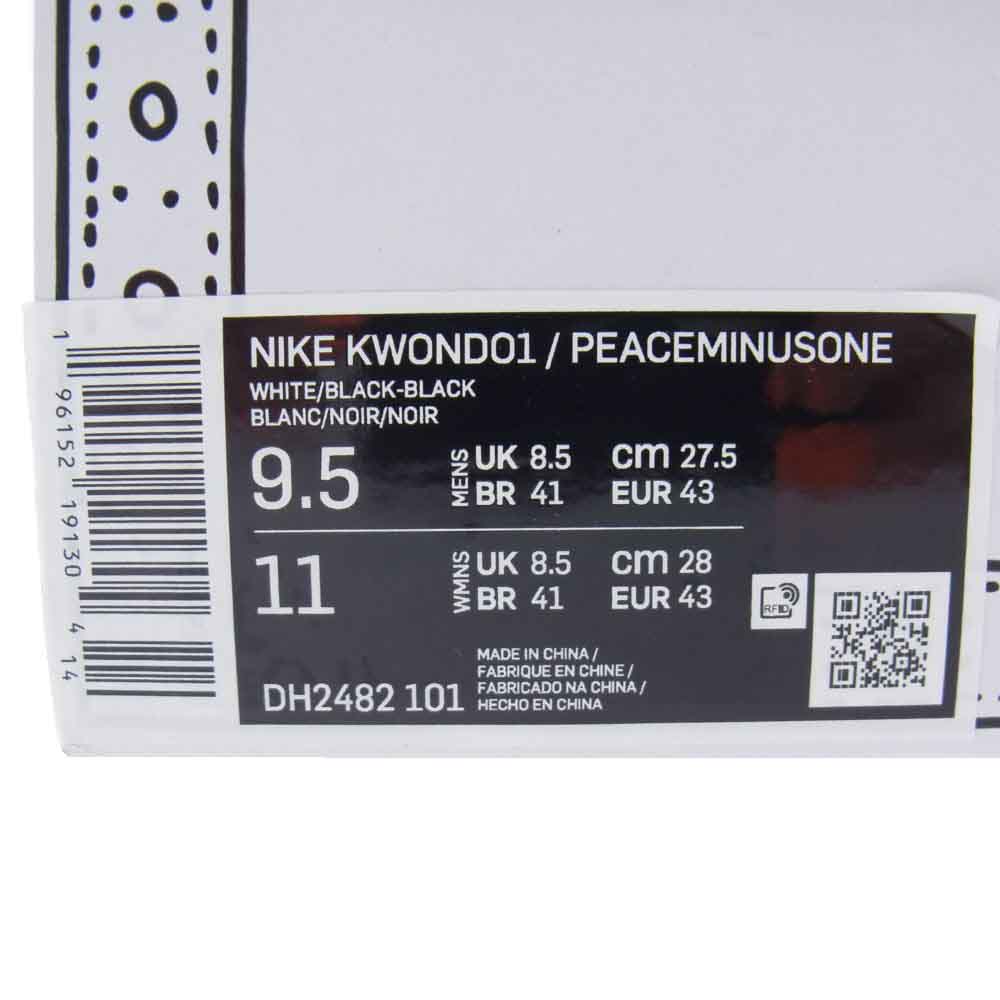 NIKE KWONDO1 / PEACEMINUSONE
WHITE/BLACK-BLACK
BLANC/NOIR/NOIR
9.5 MENS UK 8.5 cm 27.5
BR 41 EUR 43
11 WMNS UK 8.5 cm 28
BR 41 EUR 43
RFID
DH2482 101
MADE IN CHINA /
FABRIQUE EN CHINE /
FABRICADO NA CHINA /
HECHO EN CHINA
1 96152 19130 4 14